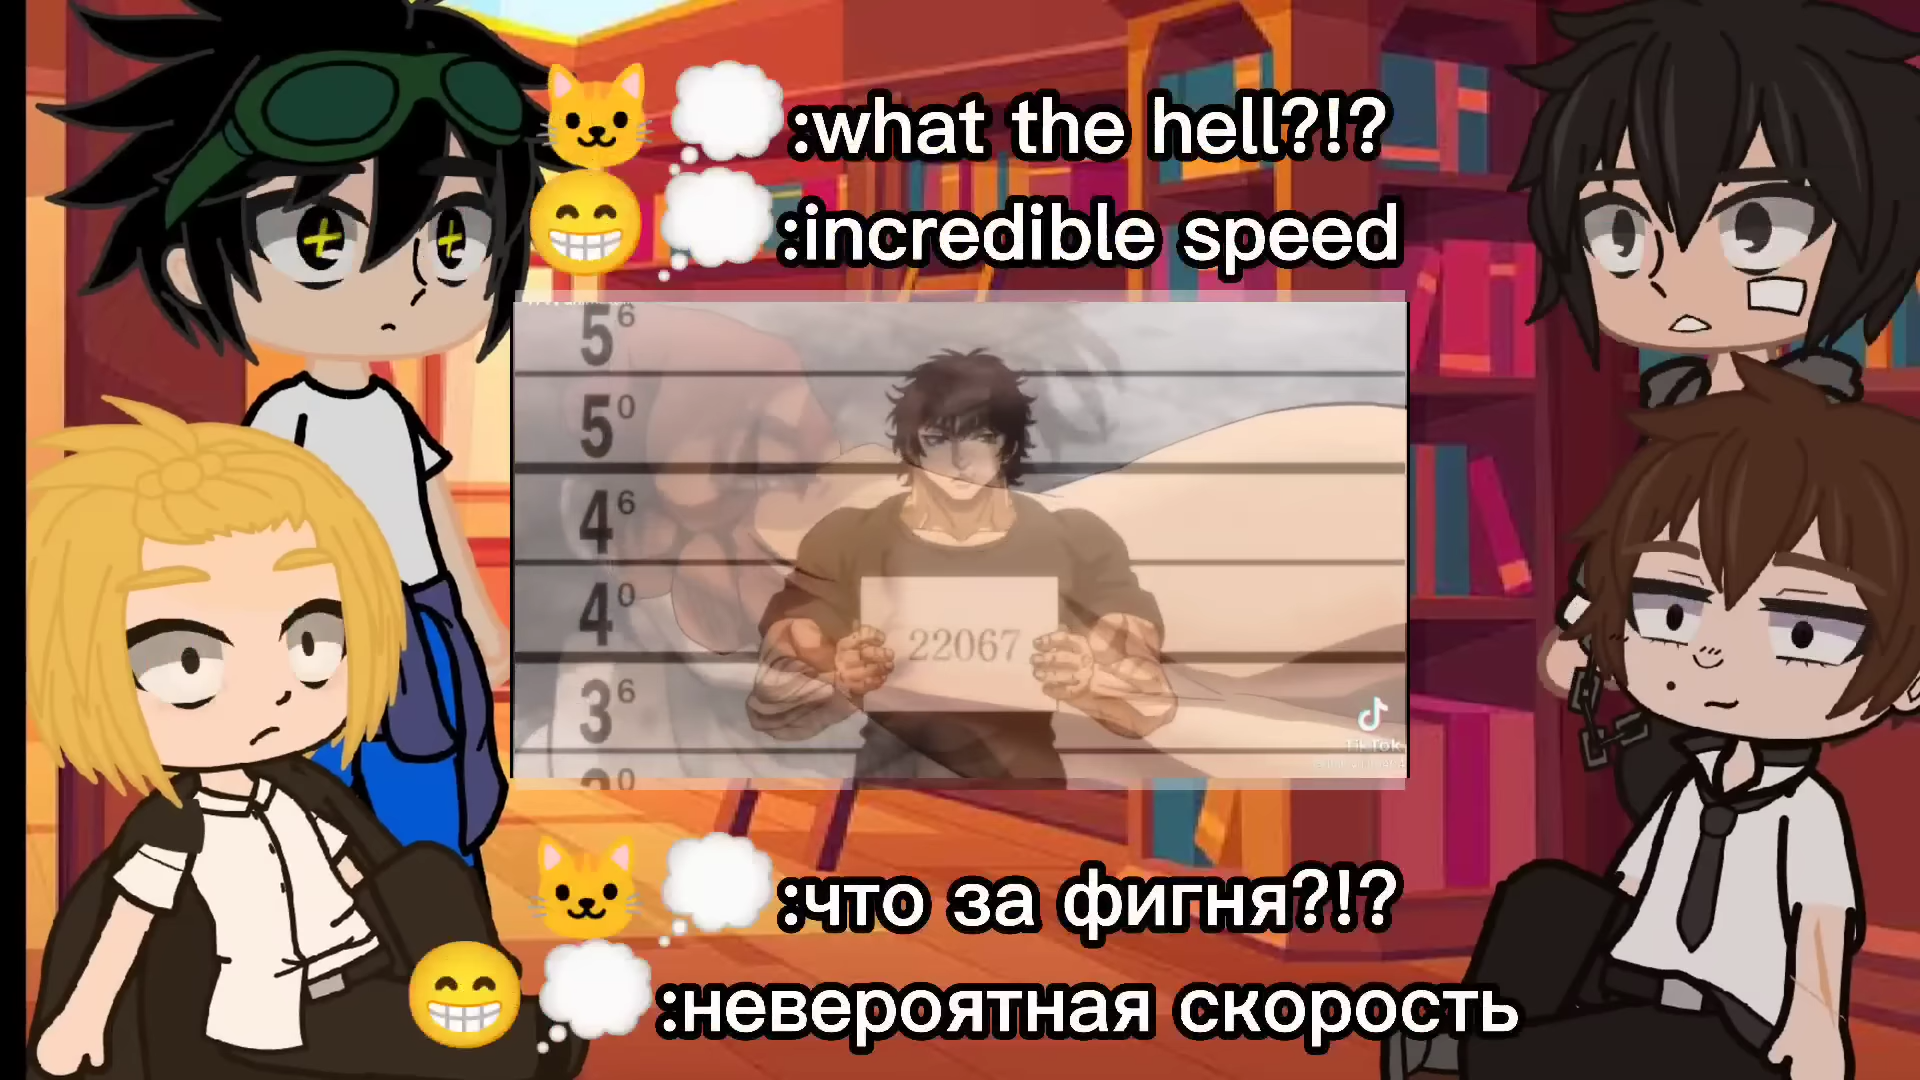 :what the hell?!?
:incredible speed
5⁶
5⁰
4⁶
4⁰
22067
3⁶
TikTok
:что за фигня?!?
:невероятная скорость